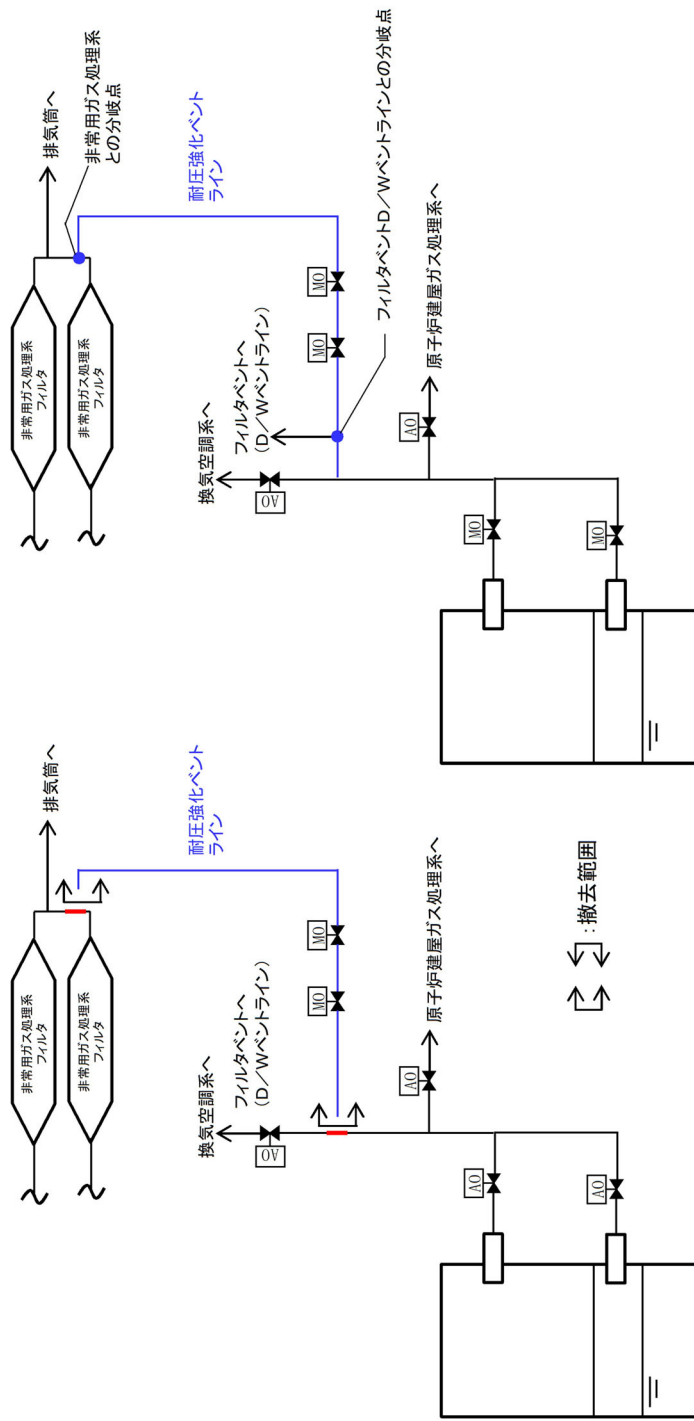 非常用ガス処理系
フィルタ
非常用ガス処理系
フィルタ
排気筒へ
耐圧強化ベント
ライン
換気空調系へ
フィルタベントへ
(D/Wベントライン)
AO
MO
MO
AO
原子炉建屋ガス処理系へ
AO
AO
:撤去範囲
非常用ガス処理系
フィルタ
非常用ガス処理系
フィルタ
排気筒へ
非常用ガス処理系
との分岐点
耐圧強化ベント
ライン
換気空調系へ
フィルタベントへ
(D/Wベントライン)
AO
MO
MO
フィルタベントD/Wベントラインとの分岐点
AO
原子炉建屋ガス処理系へ
MO
MO